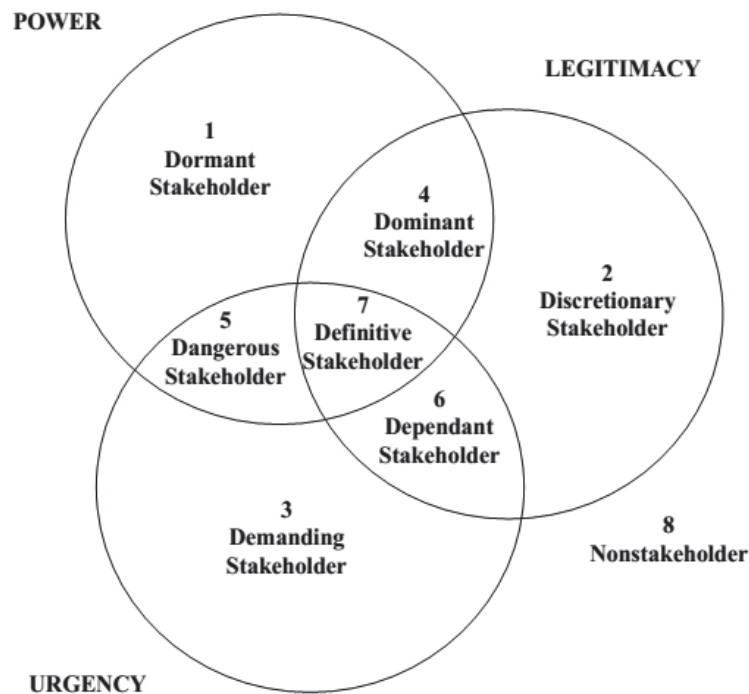 POWER
LEGITIMACY
1
Dormant
Stakeholder
4
Dominant
Stakeholder
2
Discretionary
Stakeholder
5
Dangerous
Stakeholder
7
Definitive
Stakeholder
6
Dependant
Stakeholder
3
Demanding
Stakeholder
8
Nonstakeholder
URGENCY